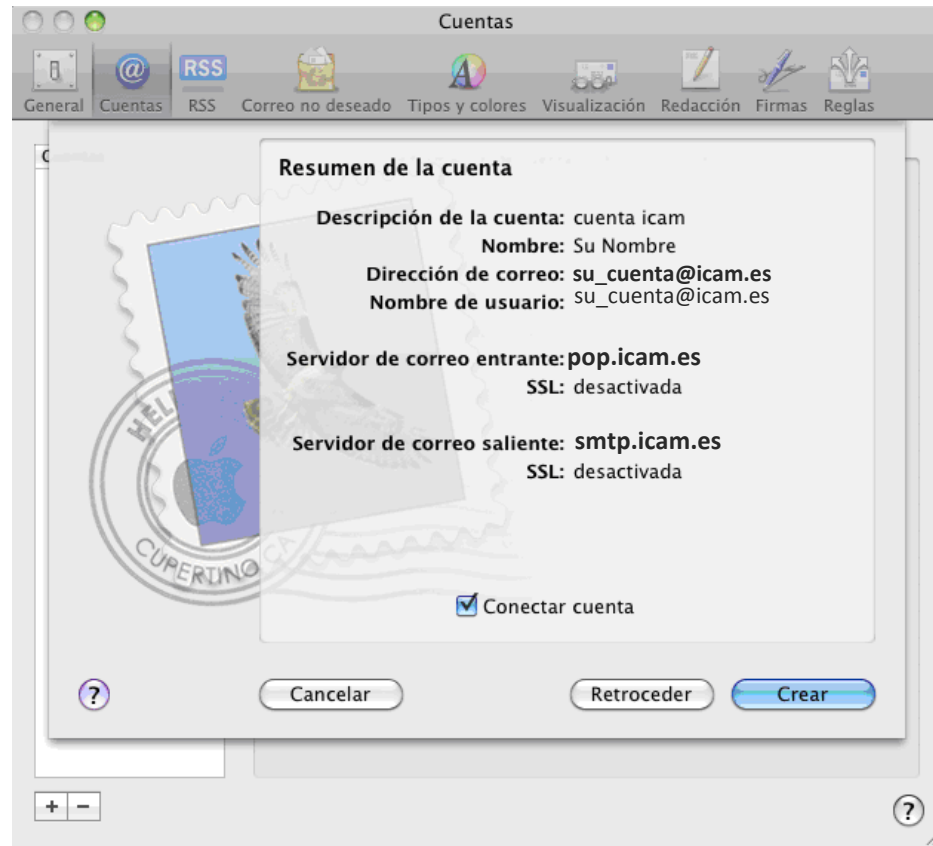 Cuentas
General Cuentas RSS Correo no deseado Tipos y colores Visualización Redacción Firmas Reglas
RSS
Resumen de la cuenta
Descripción de la cuenta: cuenta icam
Nombre: Su Nombre
Dirección de correo: su_cuenta@icam.es
Nombre de usuario: su_cuenta@icam.es
Servidor de correo entrante: pop.icam.es
SSL: desactivada
Servidor de correo saliente: smtp.icam.es
SSL: desactivada
CUPERTINO CA
Conectar cuenta
? Cancelar Retroceder Crear
+ - ?